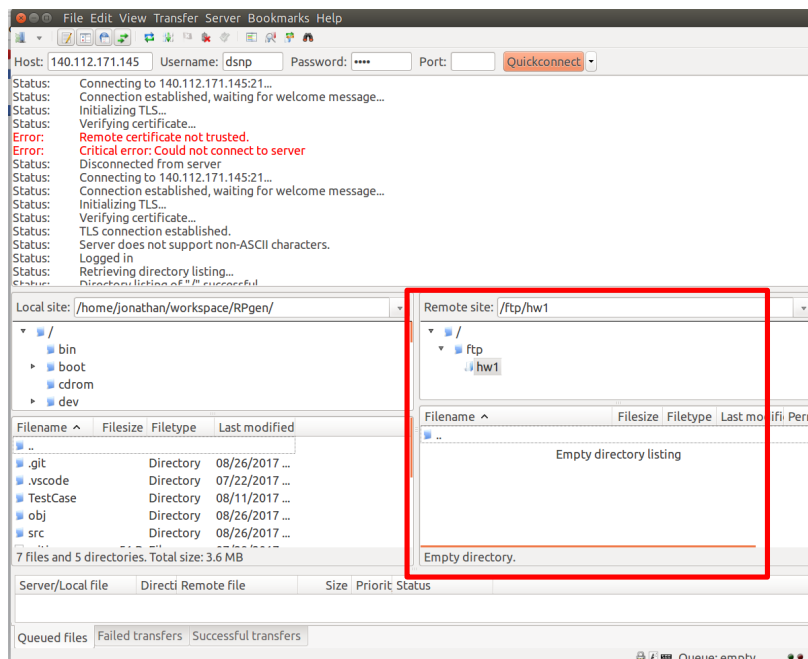 File Edit View Transfer Server Bookmarks Help
Host: 140.112.171.145 Username: dsnp Password: •••• Port: Quickconnect
Status: Connecting to 140.112.171.145:21...
Status: Connection established, waiting for welcome message...
Status: Initializing TLS...
Status: Verifying certificate...
Error: Remote certificate not trusted.
Error: Critical error: Could not connect to server
Status: Disconnected from server
Status: Connecting to 140.112.171.145:21...
Status: Connection established, waiting for welcome message...
Status: Initializing TLS...
Status: Verifying certificate...
Status: TLS connection established.
Status: Server does not support non-ASCII characters.
Status: Logged in
Status: Retrieving directory listing...
Status: Directory listing of "/" successful
Local site: /home/jonathan/workspace/RPgen/
/
bin
boot
cdrom
dev
Filename Filesize Filetype Last modified
..
.git Directory 08/26/2017 ...
.vscode Directory 07/22/2017 ...
TestCase Directory 08/11/2017 ...
obj Directory 08/26/2017 ...
src Directory 08/26/2017 ...
7 files and 5 directories. Total size: 3.6 MB
Remote site: /ftp/hw1
/
ftp
hw1
Filename Filesize Filetype Last modifi Perr
..
Empty directory listing
Empty directory.
Server/Local file Directi Remote file Size Priorit Status
Queued files Failed transfers Successful transfers
Queue: empty